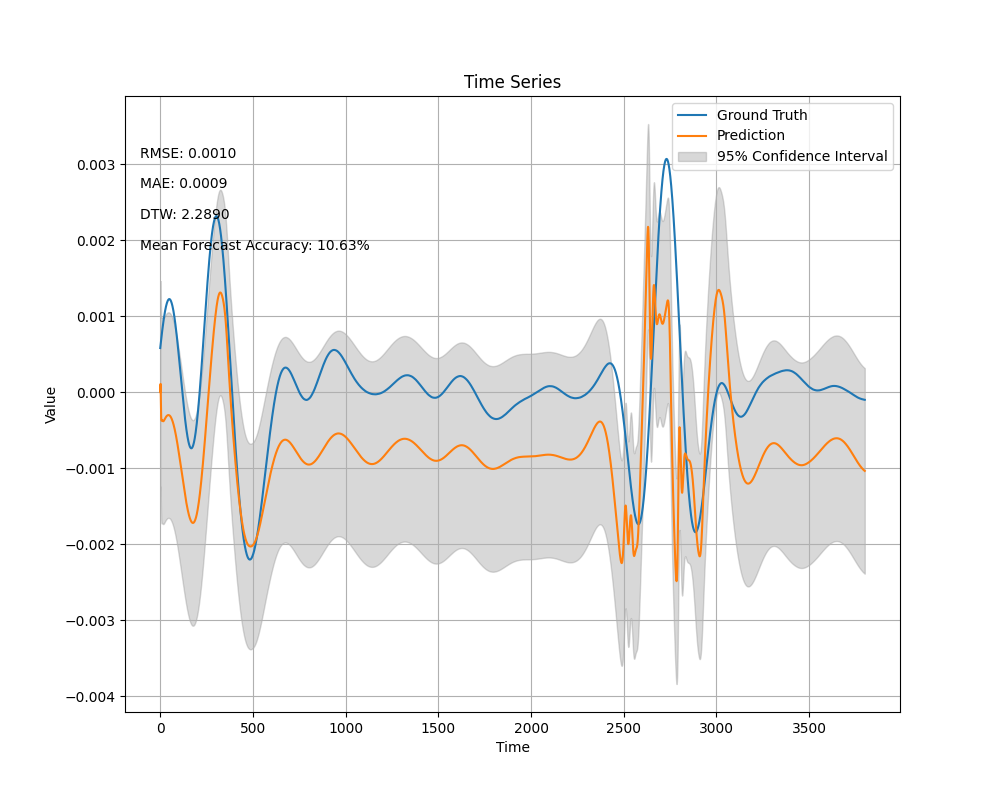 Time Series
Ground Truth
Prediction
95% Confidence Interval
RMSE: 0.0010
MAE: 0.0009
DTW: 2.2890
Mean Forecast Accuracy: 10.63%
Value
0.003
0.002
0.001
0.000
−0.001
−0.002
−0.003
−0.004
0 500 1000 1500 2000 2500 3000 3500
Time